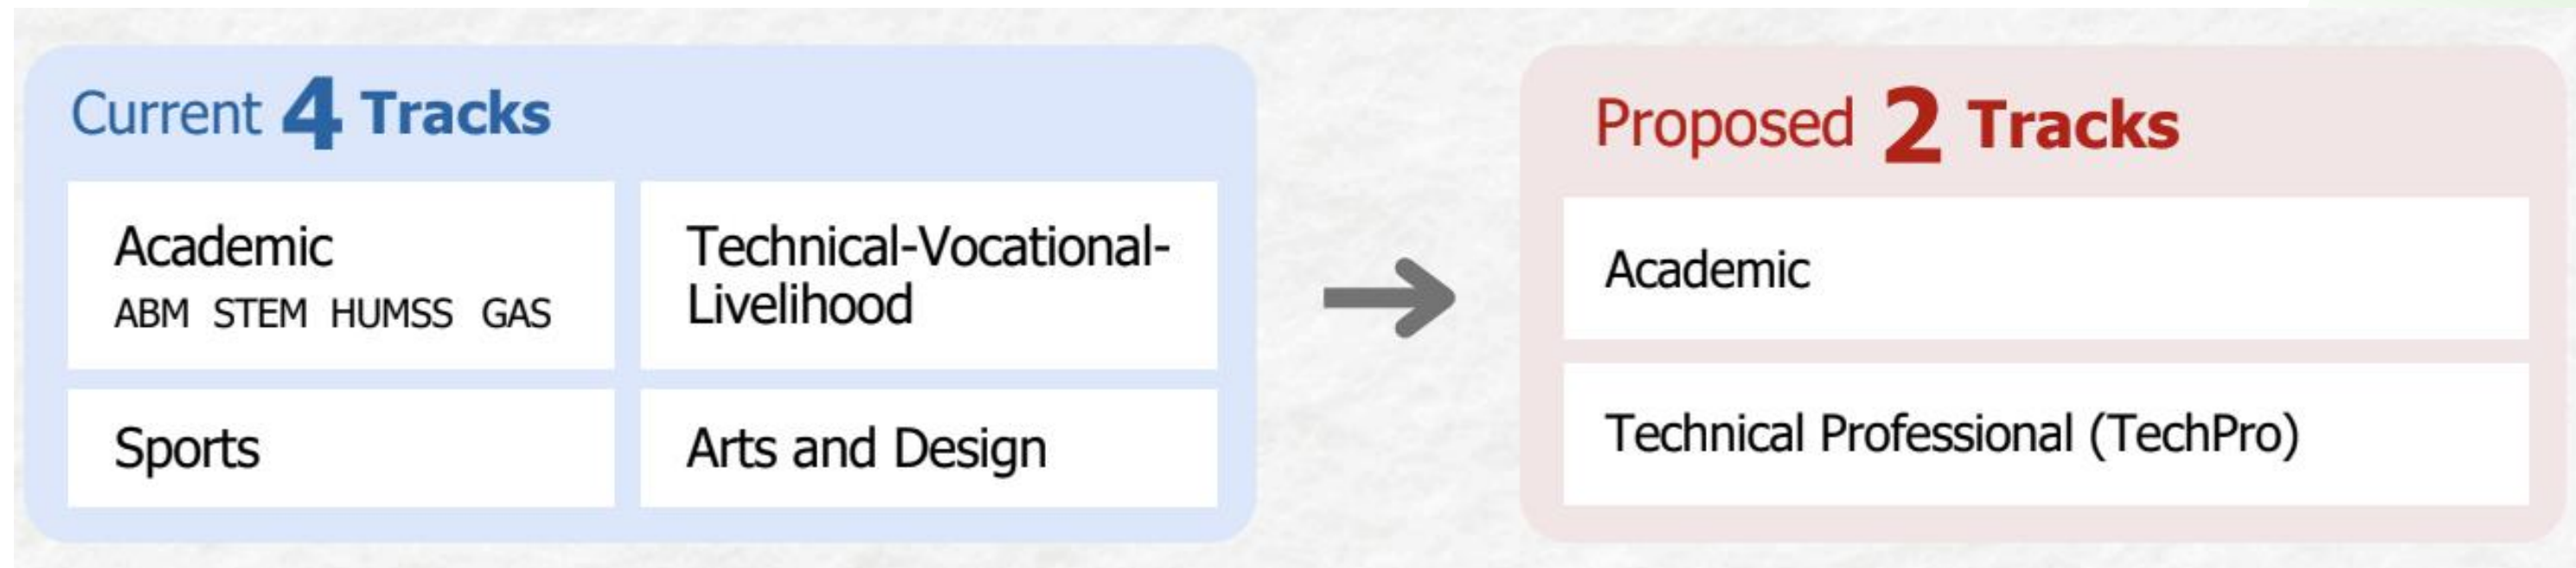 Current 4 Tracks
Academic
ABM STEM HUMSS GAS
Technical-Vocational-
Livelihood
Sports
Arts and Design
Proposed 2 Tracks
Academic
Technical Professional (TechPro)